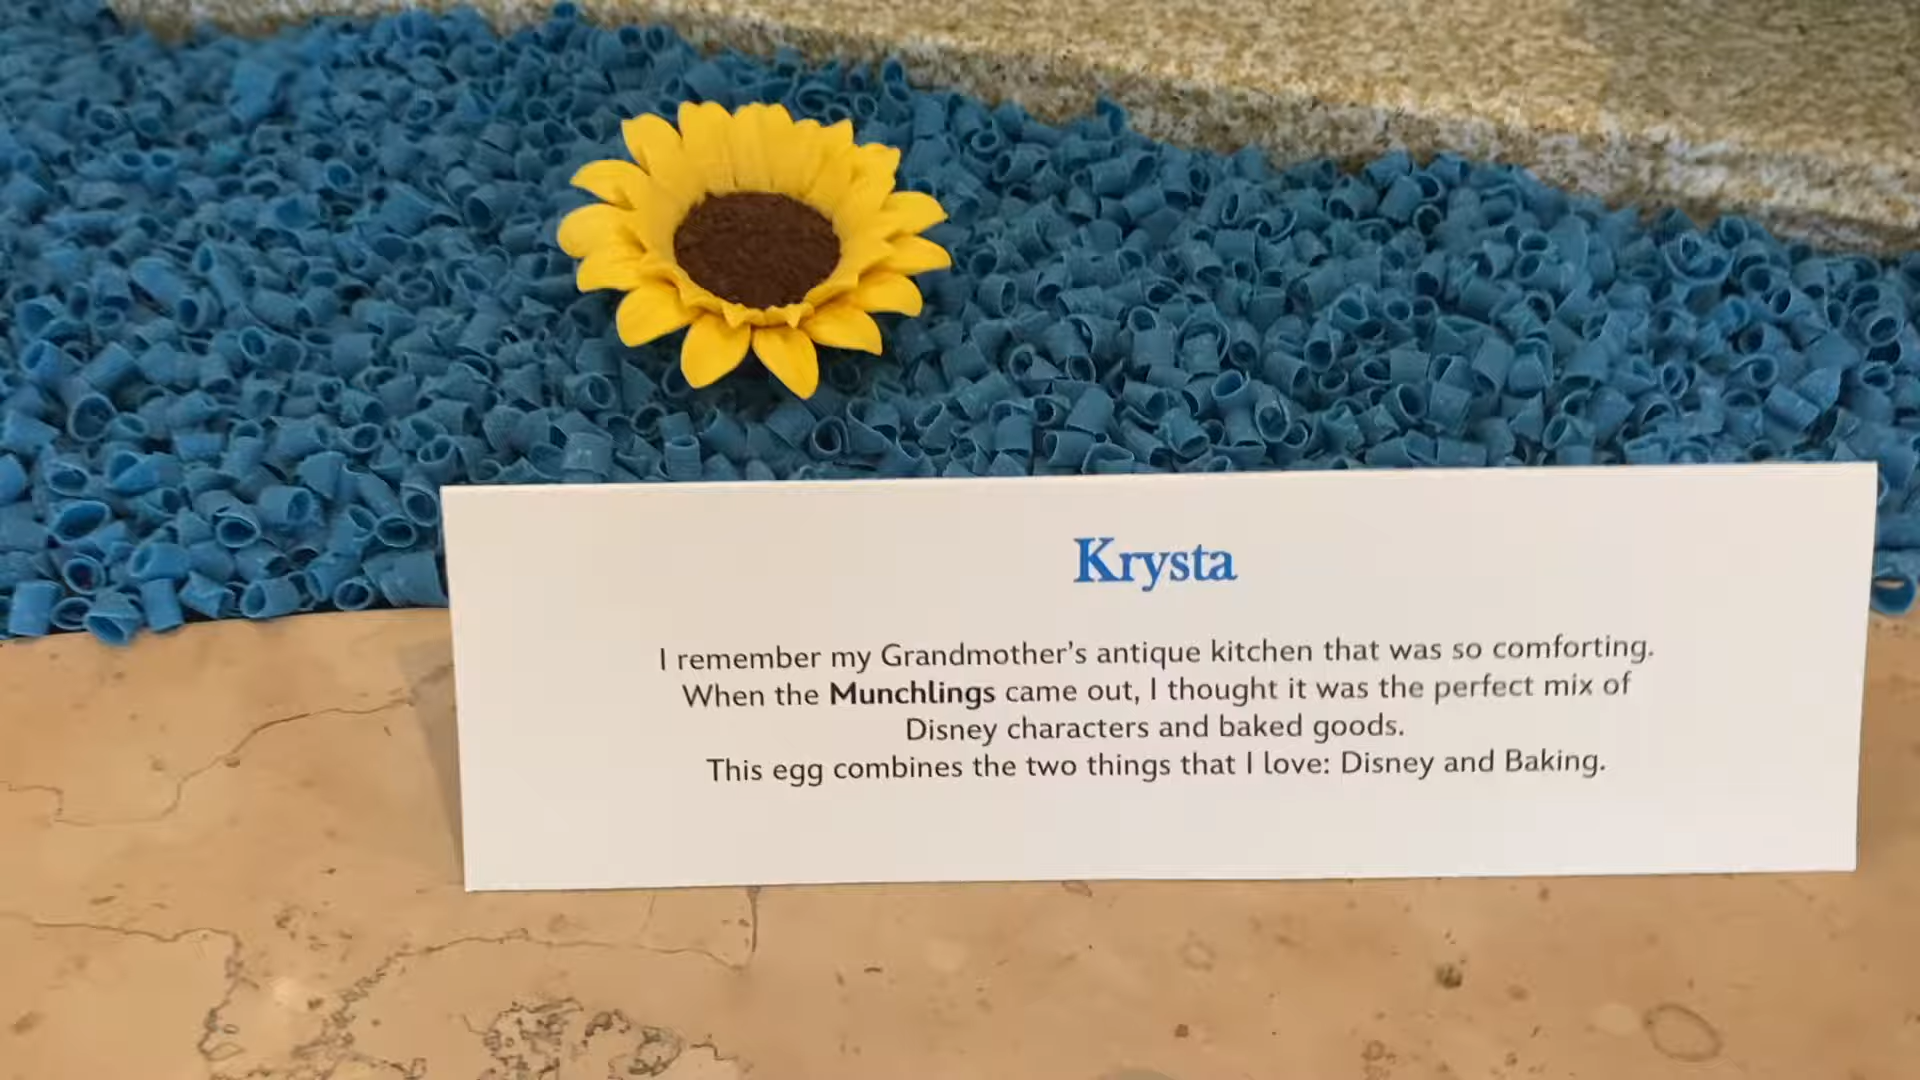 Krysta
I remember my Grandmother's antique kitchen that was so comforting.
When the Munchlings came out, I thought it was the perfect mix of
Disney characters and baked goods.
This egg combines the two things that I love: Disney and Baking.